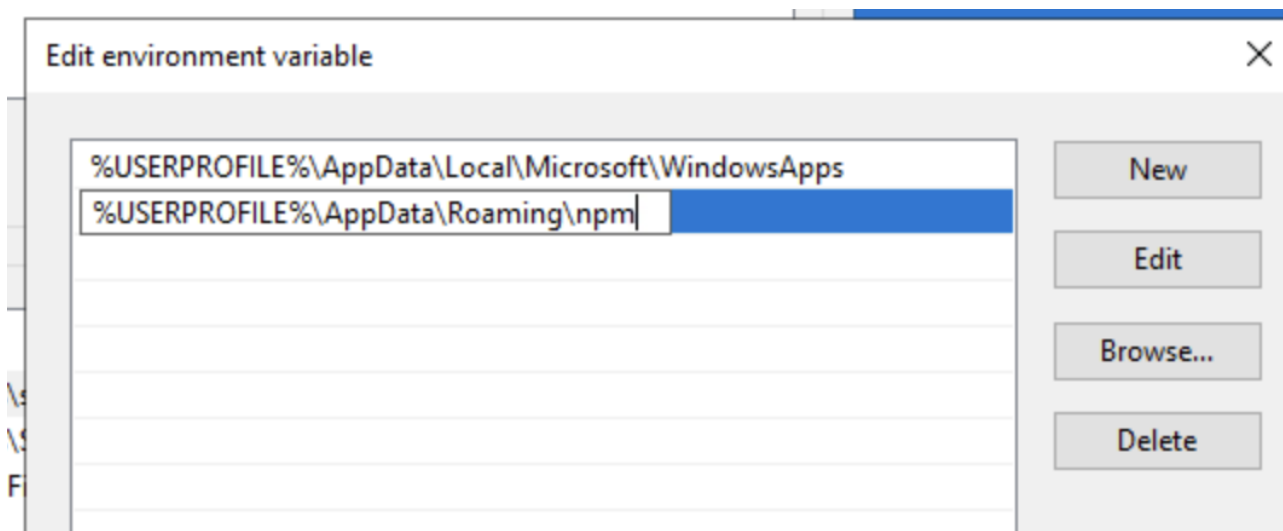 Edit environment variable
%USERPROFILE%\AppData\Local\Microsoft\WindowsApps
New
%USERPROFILE%\AppData\Roaming\npm
Edit
Browse...
Delete